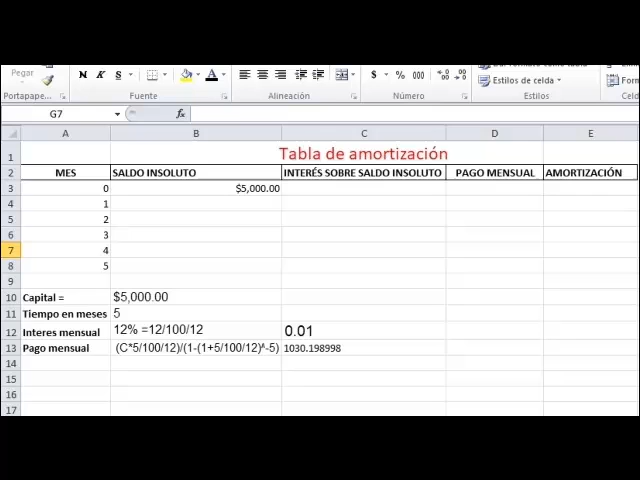 Pegar
N K S A A
$ % 000
Estilos de celda
Portapape...
Fuente
Alineación
Número
Estilos
Celd
G7
fx
A B C D E
1 Tabla de amortización
2 MES SALDO INSOLUTO INTERÉS SOBRE SALDO INSOLUTO PAGO MENSUAL AMORTIZACIÓN
3 0 $5,000.00
4 1
5 2
6 3
7 4
8 5
9
10 Capital = $5,000.00
11 Tiempo en meses 5
12 Interes mensual 12% =12/100/12 0.01
13 Pago mensual (C*5/100/12)/(1-(1+5/100/12)^-5) 1030.198998
14
15
16
17